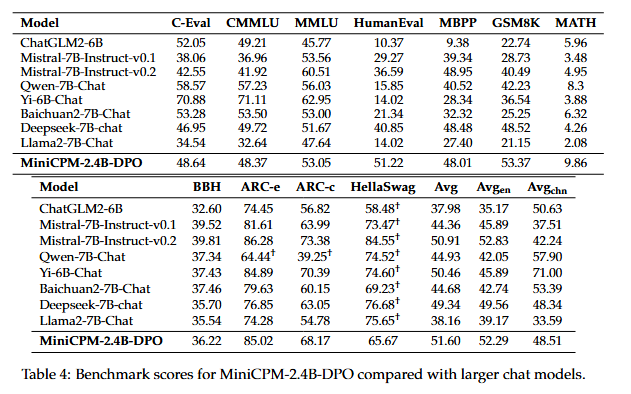 Model C-Eval CMMLU MMLU HumanEval MBPP GSM8K MATH
ChatGLM2-6B 52.05 49.21 45.77 10.37 9.38 22.74 5.96
Mistral-7B-Instruct-v0.1 38.06 36.96 53.56 29.27 39.34 28.73 3.48
Mistral-7B-Instruct-v0.2 42.55 41.92 60.51 36.59 48.95 40.49 4.95
Qwen-7B-Chat 58.57 57.23 56.03 15.85 40.52 42.23 8.3
Yi-6B-Chat 70.88 71.11 62.95 14.02 28.34 36.54 3.88
Baichuan2-7B-Chat 53.28 53.50 53.00 21.34 32.32 25.25 6.32
Deepseek-7B-chat 46.95 49.72 51.67 40.85 48.48 48.52 4.26
Llama2-7B-Chat 34.54 32.64 47.64 14.02 27.40 21.15 2.08
MiniCPM-2.4B-DPO 48.64 48.37 53.05 51.22 48.01 53.37 9.86
Model BBH ARC-e ARC-c HellaSwag Avg Avgen Avgchn
ChatGLM2-6B 32.60 74.45 56.82 58.48† 37.98 35.17 50.63
Mistral-7B-Instruct-v0.1 39.52 81.61 63.99 73.47† 44.36 45.89 37.51
Mistral-7B-Instruct-v0.2 39.81 86.28 73.38 84.55† 50.91 52.83 42.24
Qwen-7B-Chat 37.34 64.44† 39.25† 74.52† 44.93 42.05 57.90
Yi-6B-Chat 37.43 84.89 70.39 74.60† 50.46 45.89 71.00
Baichuan2-7B-Chat 37.46 79.63 60.15 69.23† 44.68 42.74 53.39
Deepseek-7B-chat 35.70 76.85 63.05 76.68† 49.34 49.56 48.34
Llama2-7B-Chat 35.54 74.28 54.78 75.65† 38.16 39.17 33.59
MiniCPM-2.4B-DPO 36.22 85.02 68.17 65.67 51.60 52.29 48.51
Table 4: Benchmark scores for MiniCPM-2.4B-DPO compared with larger chat models.